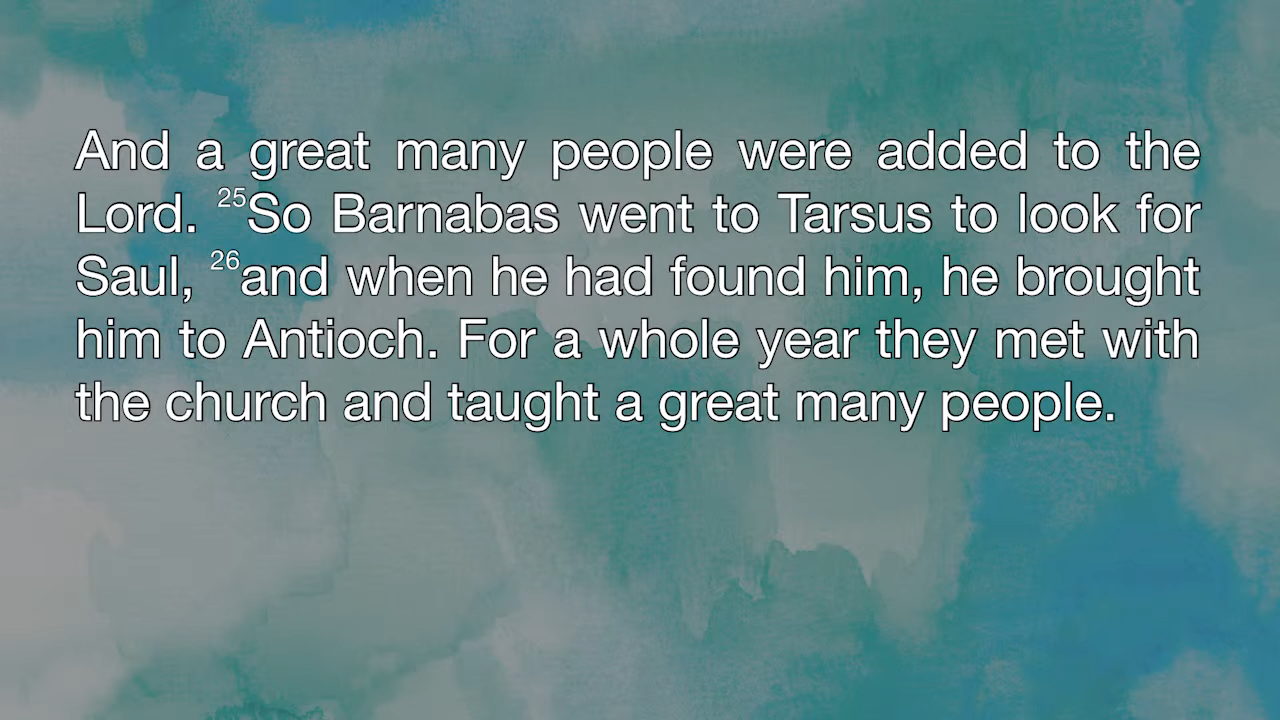 And a great many people were added to the
Lord. 25So Barnabas went to Tarsus to look for
Saul, 26and when he had found him, he brought
him to Antioch. For a whole year they met with
the church and taught a great many people.